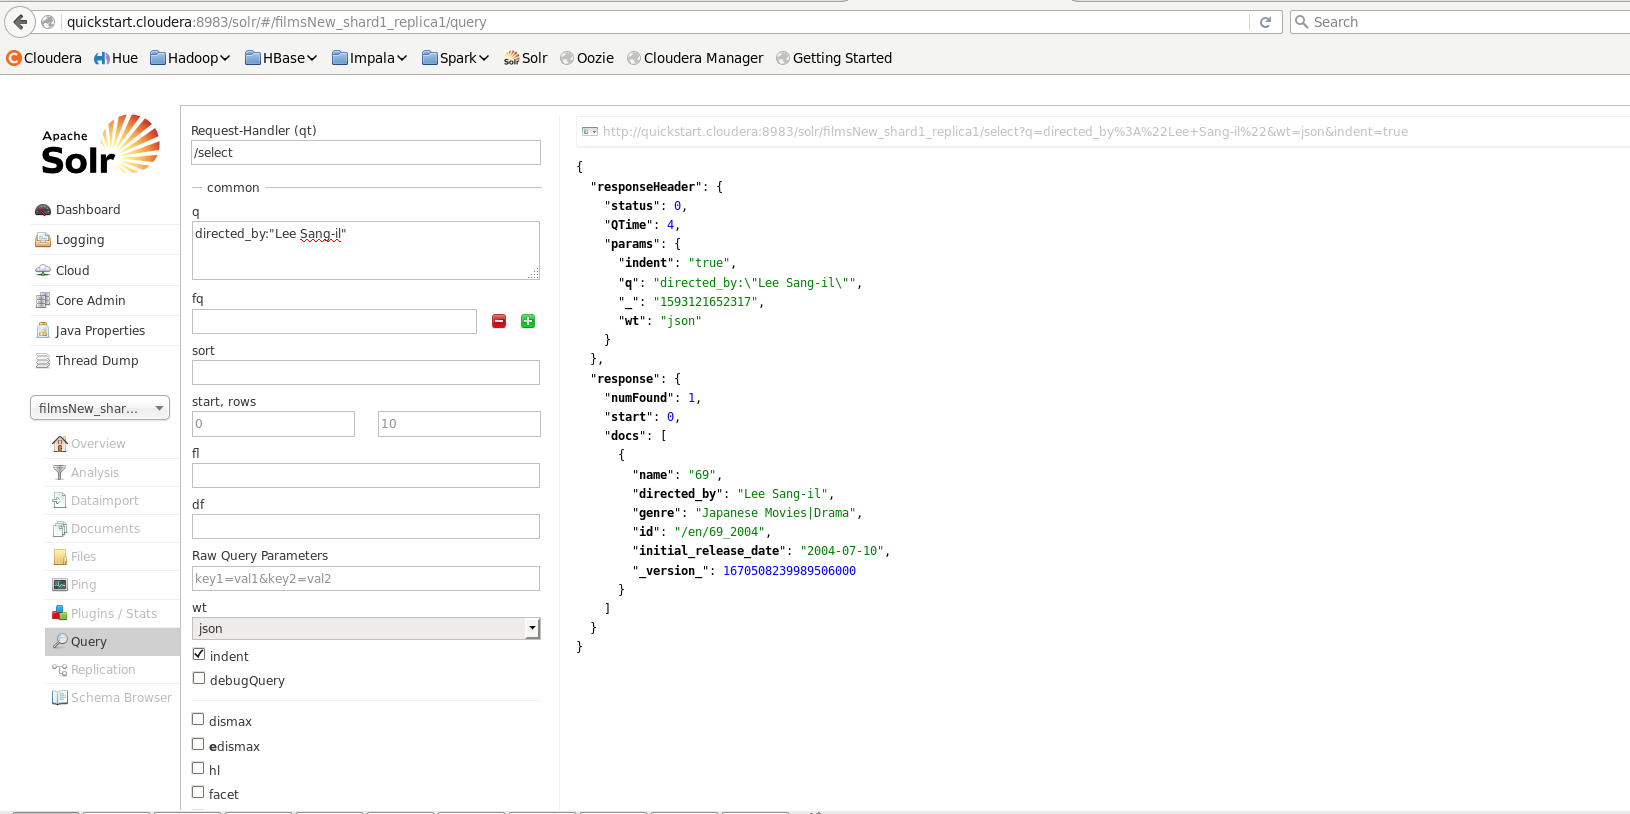 quickstart.cloudera:8983/solr/#/filmsNew_shard1_replica1/query
Search
Cloudera Hue Hadoop HBase Impala Spark Solr Oozie Cloudera Manager Getting Started
Apache
Solr
Dashboard
Logging
Cloud
Core Admin
Java Properties
Thread Dump
filmsNew_shar...
Overview
Analysis
Dataimport
Documents
Files
Ping
Plugins / Stats
Query
Replication
Schema Browser
Request-Handler (qt)
/select
common
q
directed_by:"Lee Sang-il"
fq
sort
start, rows
0
10
fl
df
Raw Query Parameters
key1=val1&key2=val2
wt
json
indent
debugQuery
dismax
edismax
hl
facet
http://quickstart.cloudera:8983/solr/filmsNew_shard1_replica1/select?q=directed_by%3A%22Lee+Sang-il%22&wt=json&indent=true
{
"responseHeader": {
"status": 0,
"QTime": 4,
"params": {
"indent": "true",
"q": "directed_by:\"Lee Sang-il\"",
"_": "1593121652317",
"wt": "json"
}
},
"response": {
"numFound": 1,
"start": 0,
"docs": [
{
"name": "69",
"directed_by": "Lee Sang-il",
"genre": "Japanese Movies|Drama",
"id": "/en/69_2004",
"initial_release_date": "2004-07-10",
"_version_": 1670508239989506000
}
]
}
}